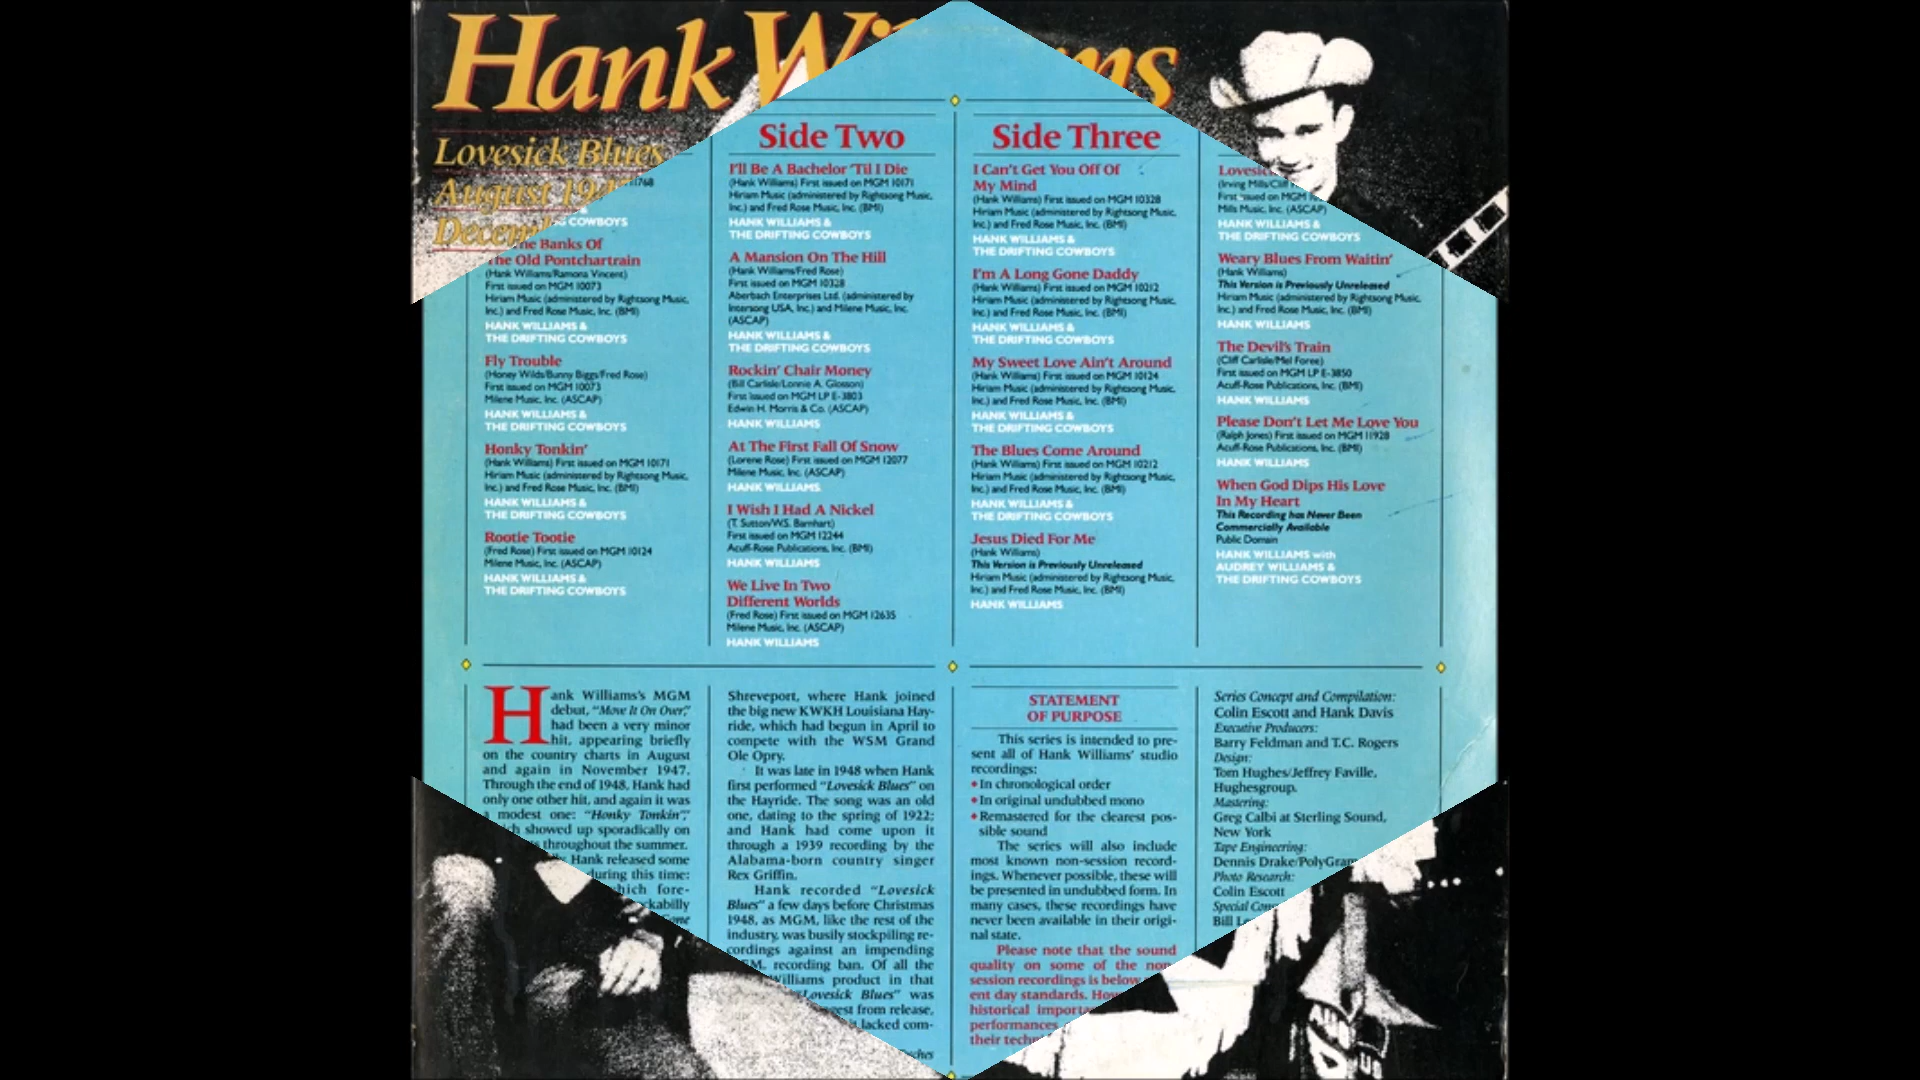 Hank
ms
Lovesick Blues
August 194
Decem
11768
COWBOYS
he Banks Of
The Old Pontchartrain
(Hank Williams/Ramona Vincent)
First issued on MGM 10073
Hiriam Music (administered by Rightsong Music,
Inc.) and Fred Rose Music, Inc. (BMI)
HANK WILLIAMS &
THE DRIFTING COWBOYS
Fly Trouble
(Honey Wilds/Bunny Biggs/Fred Rose)
First issued on MGM 10073
Milene Music, Inc. (ASCAP)
HANK WILLIAMS &
THE DRIFTING COWBOYS
Honky Tonkin'
(Hank Williams) First issued on MGM 10171
Hiriam Music (administered by Rightsong Music,
Inc.) and Fred Rose Music, Inc. (BMI)
HANK WILLIAMS &
THE DRIFTING COWBOYS
Rootie Tootie
(Fred Rose) First issued on MGM 10124
Milene Music, Inc. (ASCAP)
HANK WILLIAMS &
THE DRIFTING COWBOYS
Side Two
I'll Be A Bachelor 'Til I Die
(Hank Williams) First issued on MGM 10171
Hiriam Music (administered by Rightsong Music,
Inc.) and Fred Rose Music, Inc. (BMI)
HANK WILLIAMS &
THE DRIFTING COWBOYS
A Mansion On The Hill
(Hank Williams/Fred Rose)
First issued on MGM 10328
Aberbach Enterprises Ltd. (administered by
Intersong USA, Inc.) and Milene Music, Inc.
(ASCAP)
HANK WILLIAMS &
THE DRIFTING COWBOYS
Rockin' Chair Money
(Bill Carlisle/Lonnie A. Glosson)
First issued on MGM LP E-3803
Edwin H. Morris & Co. (ASCAP)
HANK WILLIAMS
At The First Fall Of Snow
(Lorene Rose) First issued on MGM 12077
Milene Music, Inc. (ASCAP)
HANK WILLIAMS
I Wish I Had A Nickel
(T. Sutton/W.S. Barnhart)
First issued on MGM 12244
Acuff-Rose Publications, Inc. (BMI)
HANK WILLIAMS
We Live In Two
Different Worlds
(Fred Rose) First issued on MGM 12635
Milene Music, Inc. (ASCAP)
HANK WILLIAMS
Side Three
I Can't Get You Off Of
My Mind
(Hank Williams) First issued on MGM 10328
Hiriam Music (administered by Rightsong Music,
Inc.) and Fred Rose Music, Inc. (BMI)
HANK WILLIAMS &
THE DRIFTING COWBOYS
I'm A Long Gone Daddy
(Hank Williams) First issued on MGM 10212
Hiriam Music (administered by Rightsong Music,
Inc.) and Fred Rose Music, Inc. (BMI)
HANK WILLIAMS &
THE DRIFTING COWBOYS
My Sweet Love Ain't Around
(Hank Williams) First issued on MGM 10124
Hiriam Music (administered by Rightsong Music,
Inc.) and Fred Rose Music, Inc. (BMI)
HANK WILLIAMS &
THE DRIFTING COWBOYS
The Blues Come Around
(Hank Williams) First issued on MGM 10212
Hiriam Music (administered by Rightsong Music,
Inc.) and Fred Rose Music, Inc. (BMI)
HANK WILLIAMS &
THE DRIFTING COWBOYS
Jesus Died For Me
(Hank Williams)
This Version is Previously Unreleased
Hiriam Music (administered by Rightsong Music,
Inc.) and Fred Rose Music, Inc. (BMI)
HANK WILLIAMS
Lovesic
(Irving Mills/Cliff
First issued on MGM
Mills Music, Inc. (ASCAP)
HANK WILLIAMS &
THE DRIFTING COWBOYS
Weary Blues From Waitin'
(Hank Williams)
This Version is Previously Unreleased
Hiriam Music (administered by Rightsong Music,
Inc.) and Fred Rose Music, Inc. (BMI)
HANK WILLIAMS
The Devil's Train
(Cliff Carlisle/Mel Foree)
First issued on MGM LP E-3850
Acuff-Rose Publications, Inc. (BMI)
HANK WILLIAMS
Please Don't Let Me Love You
(Ralph Jones) First issued on MGM 11928
Acuff-Rose Publications, Inc. (BMI)
HANK WILLIAMS
When God Dips His Love
In My Heart
This Recording has Never Been
Commercially Available
Public Domain
HANK WILLIAMS with
AUDREY WILLIAMS &
THE DRIFTING COWBOYS
Hank Williams's MGM
debut, "Move It On Over,"
had been a very minor
hit, appearing briefly
on the country charts in August
and again in November 1947.
Through the end of 1948, Hank had
only one other hit, and again it was
a modest one: "Honky Tonkin',"
ich showed up sporadically on
throughout the summer.
Hank released some
during this time:
hich fore-
ckabilly
Gone
Shreveport, where Hank joined
the big new KWKH Louisiana Hay-
ride, which had begun in April to
compete with the WSM Grand
Ole Opry.
It was late in 1948 when Hank
first performed "Lovesick Blues" on
the Hayride. The song was an old
one, dating to the spring of 1922;
and Hank had come upon it
through a 1939 recording by the
Alabama-born country singer
Rex Griffin.
Hank recorded "Lovesick
Blues" a few days before Christmas
1948, as MGM, like the rest of the
industry, was busily stockpiling re-
cordings against an impending
M. recording ban. Of all the
Williams product in that
"Lovesick Blues" was
gest from release,
lacked com-
ches
STATEMENT
OF PURPOSE
This series is intended to pre-
sent all of Hank Williams' studio
recordings:
In chronological order
In original undubbed mono
Remastered for the clearest pos-
sible sound
The series will also include
most known non-session record-
ings. Whenever possible, these will
be presented in undubbed form. In
many cases, these recordings have
never been available in their origi-
nal state.
Please note that the sound
quality on some of the non-
session recordings is below
ent day standards. How
historical importa
performances
their techn
Series Concept and Compilation:
Colin Escott and Hank Davis
Executive Producers:
Barry Feldman and T.C. Rogers
Design:
Tom Hughes/Jeffrey Faville,
Hughesgroup.
Mastering:
Greg Calbi at Sterling Sound,
New York
Tape Engineering:
Dennis Drake/PolyGram
Photo Research:
Colin Escott
Special Cons
Bill Lo